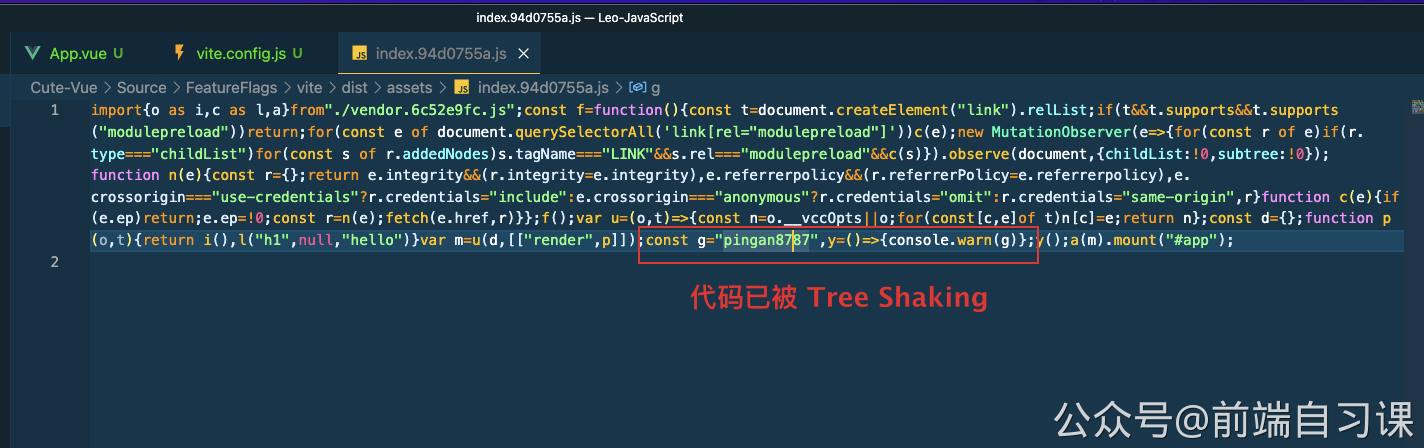 index.94d0755a.js — Leo-JavaScript
App.vue U
vite.config.js U
JS index.94d0755a.js ×
Cute-Vue > Source > FeatureFlags > vite > dist > assets > JS index.94d0755a.js > g
1 import{o as i,c as l,a}from"./vendor.6c52e9fc.js";const f=function(){const t=document.createElement("link").relList;if(t&&t.supports&&t.supports
("modulepreload"))return;for(const e of document.querySelectorAll('link[rel="modulepreload"]'))c(e);new MutationObserver(e=>{for(const r of e)if(r.
type==="childList")for(const s of r.addedNodes)s.tagName==="LINK"&&s.rel==="modulepreload"&&c(s)}).observe(document,{childList:!0,subtree:!0});
function n(e){const r={};return e.integrity&&(r.integrity=e.integrity),e.referrerpolicy&&(r.referrerPolicy=e.referrerpolicy),e.
crossorigin==="use-credentials"?r.credentials="include":e.crossorigin==="anonymous"?r.credentials="omit":r.credentials="same-origin",r}function c(e){if
(e.ep)return;e.ep=!0;const r=n(e);fetch(e.href,r)}};f();var u=(o,t)=>{const n=o.__vccOpts||o;for(const[c,e]of t)n[c]=e;return n};const d={};function p
(o,t){return i(),l("h1",null,"hello")}var m=u(d,[["render",p]]);const g="pingan8787",y=()=>{console.warn(g)};y();a(m).mount("#app");
2
代码已被 Tree Shaking
公众号@前端自习课